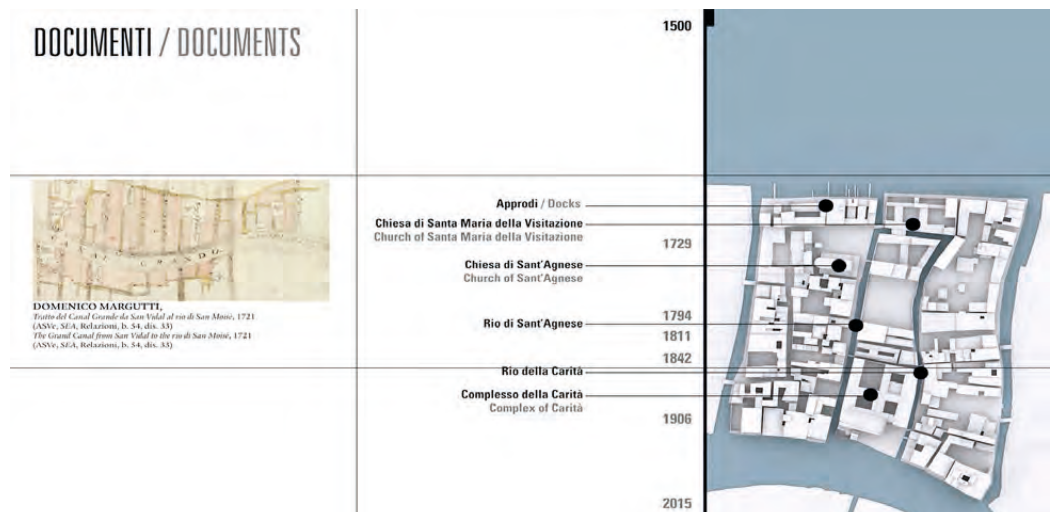 DOCUMENTI / DOCUMENTS
DOMENICO MARGUTTI,
Tratto del Canal Grande da San Vidal al rio di San Moisè, 1721
(ASVe, SEA, Relazioni, b. 54, dis. 33)
The Grand Canal from San Vidal to the rio di San Moisè, 1721
(ASVe, SEA, Relazioni, b. 54, dis. 33)
1500
Approdi / Docks
Chiesa di Santa Maria della Visitazione
Church of Santa Maria della Visitazione
1729
Chiesa di Sant'Agnese
Church of Sant'Agnese
1794
Rio di Sant'Agnese
1811
1842
Rio della Carità
Complesso della Carità
Complex of Carità
1906
2015